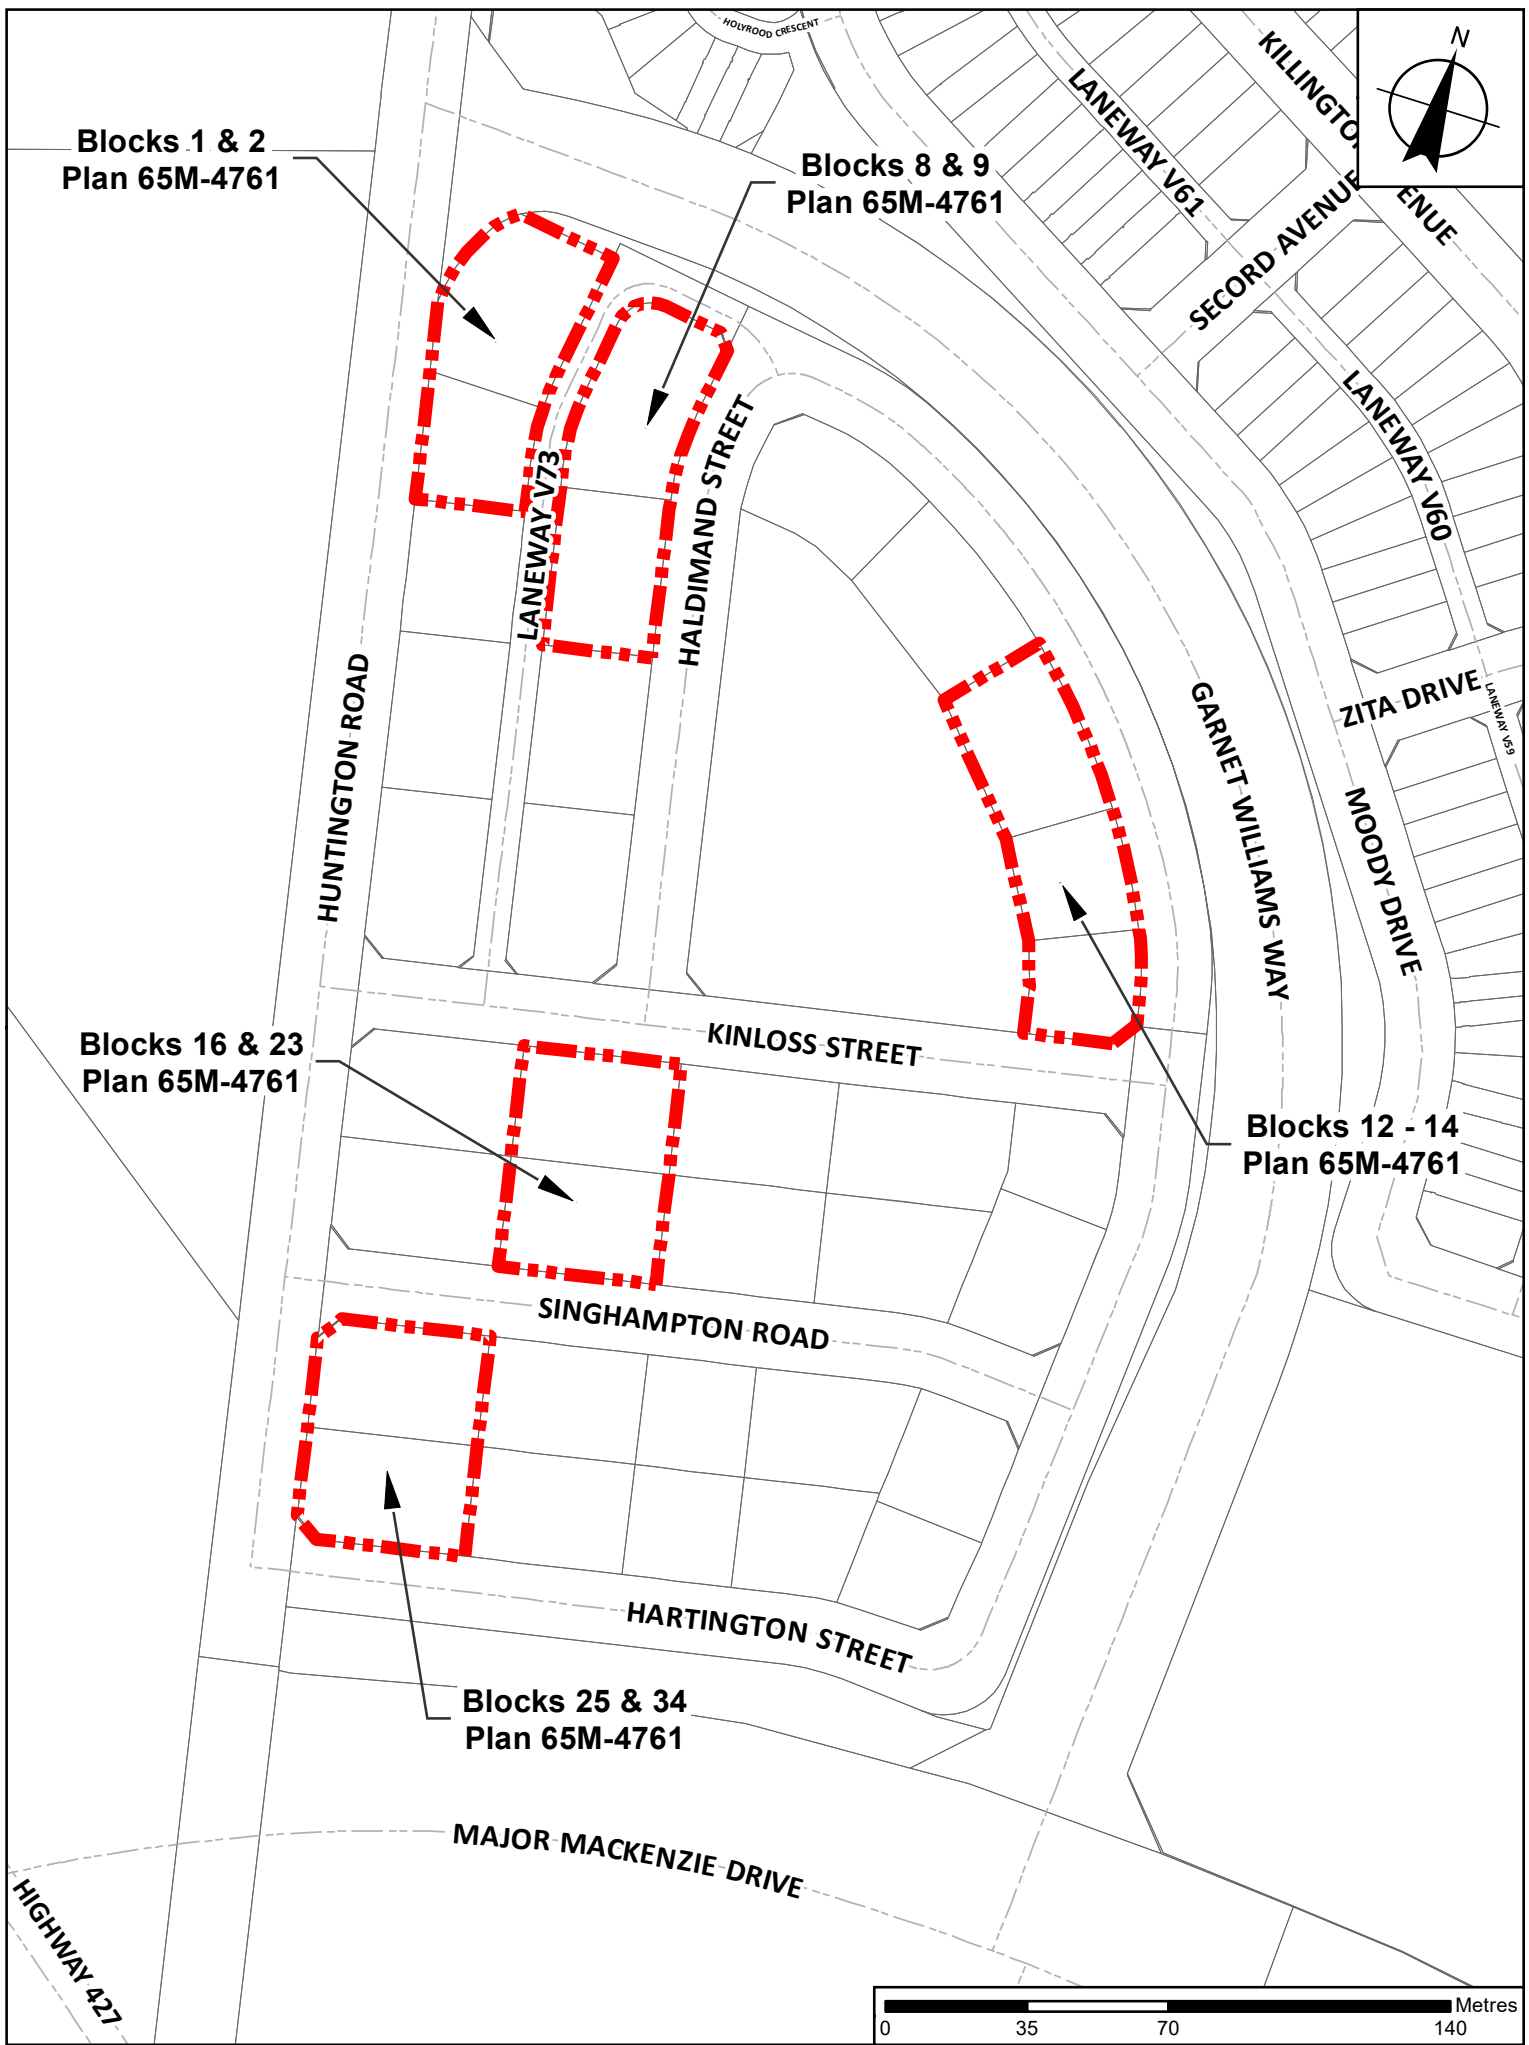 HOLYROOD CRESCENT
N
KILLINGTO
ENUE
LANEWAY V61
SECOND AVENUE
Blocks 1 & 2
Plan 65M-4761
Blocks 8 & 9
Plan 65M-4761
LANEWAY V60
LANEWAY V73
HALDIMAND STREET
HUNTINGTON ROAD
GARNET WILLIAMS WAY
ZITA DRIVE
LANEWAY V59
MOODY DRIVE
KINLOSS STREET
Blocks 16 & 23
Plan 65M-4761
Blocks 12 - 14
Plan 65M-4761
SINGHAMPTON ROAD
HARTINGTON STREET
Blocks 25 & 34
Plan 65M-4761
MAJOR MACKENZIE DRIVE
HIGHWAY 427
Metres
0 35 70 140